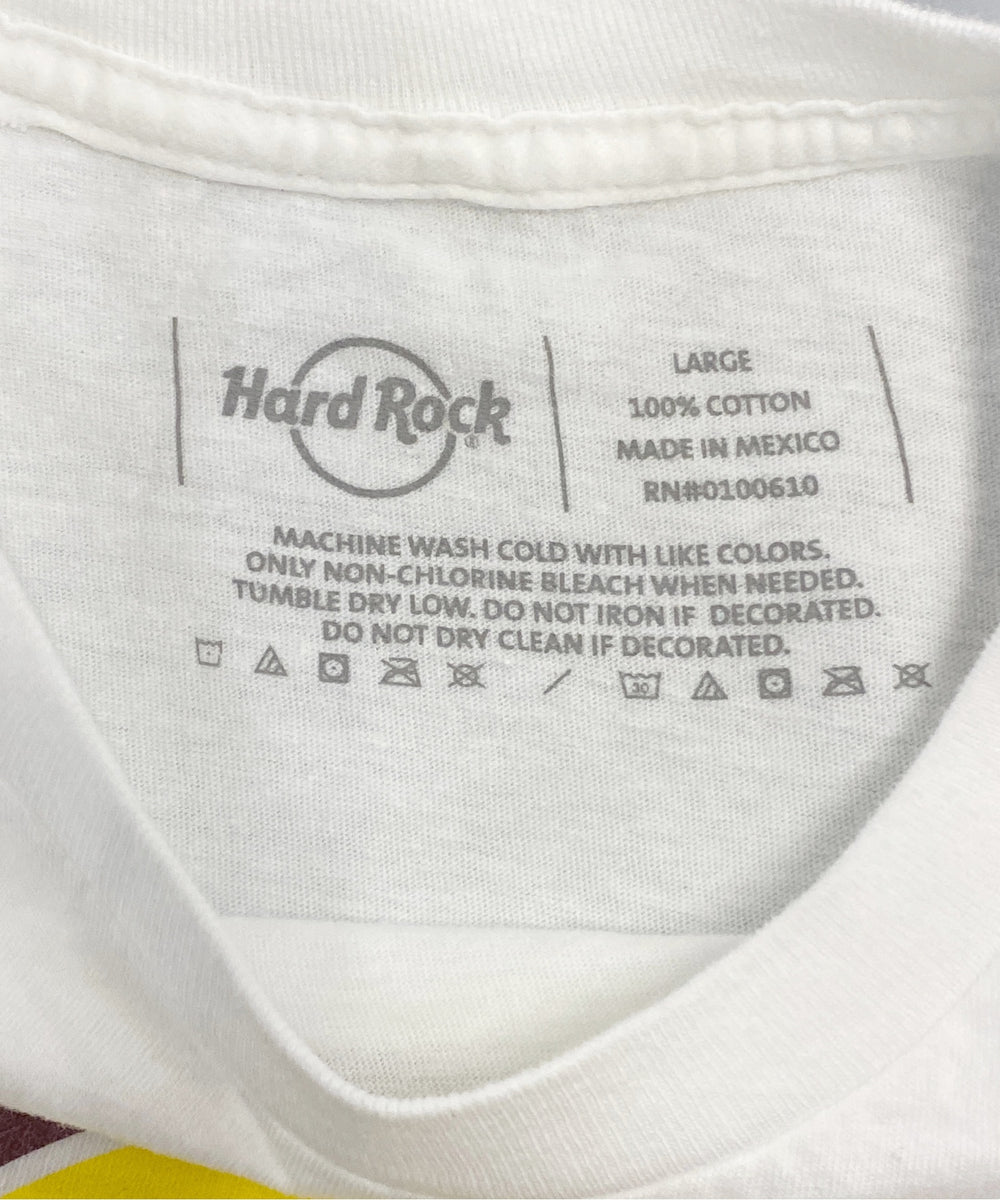 Hard Rock®
LARGE
100% COTTON
MADE IN MEXICO
RN#0100610
MACHINE WASH COLD WITH LIKE COLORS.
ONLY NON-CHLORINE BLEACH WHEN NEEDED.
TUMBLE DRY LOW. DO NOT IRON IF DECORATED.
DO NOT DRY CLEAN IF DECORATED.
/ 30